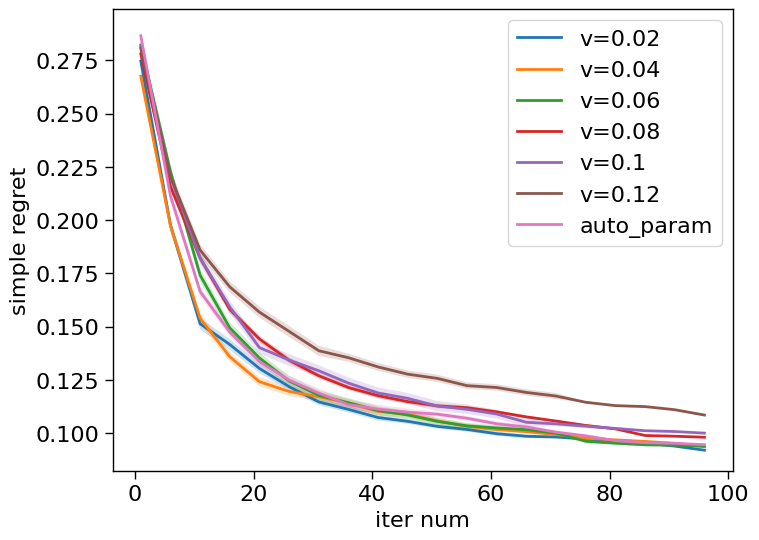 0.275
0.250
0.225
0.200
0.175
0.150
0.125
0.100
simple regret
0 20 40 60 80 100
iter num
v=0.02
v=0.04
v=0.06
v=0.08
v=0.1
v=0.12
auto_param